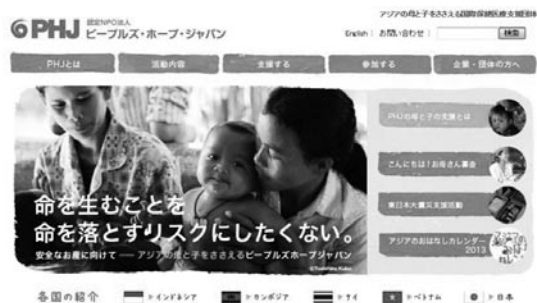 アジアの母と子をささえる国際保健医療支援団体
PHJ 認定NPO法人
ピープルズ・ホープ・ジャパン
English お問い合わせ 検索
PHJとは 活動内容 支援する 参加する 企業・団体の方へ
PHJの母と子の支援とは
こんにちは!お母さん募金
東日本大震災支援活動
アジアのおはなしカレンダー
2013
命を生むことを
命を落とすリスクにしたくない。
安全なお産に向けて ── アジアの母と子をささえるピープルズホープジャパン
©Toshihiro Kubo
各国の紹介 インドネシア カンボジア タイ ベトナム 日本